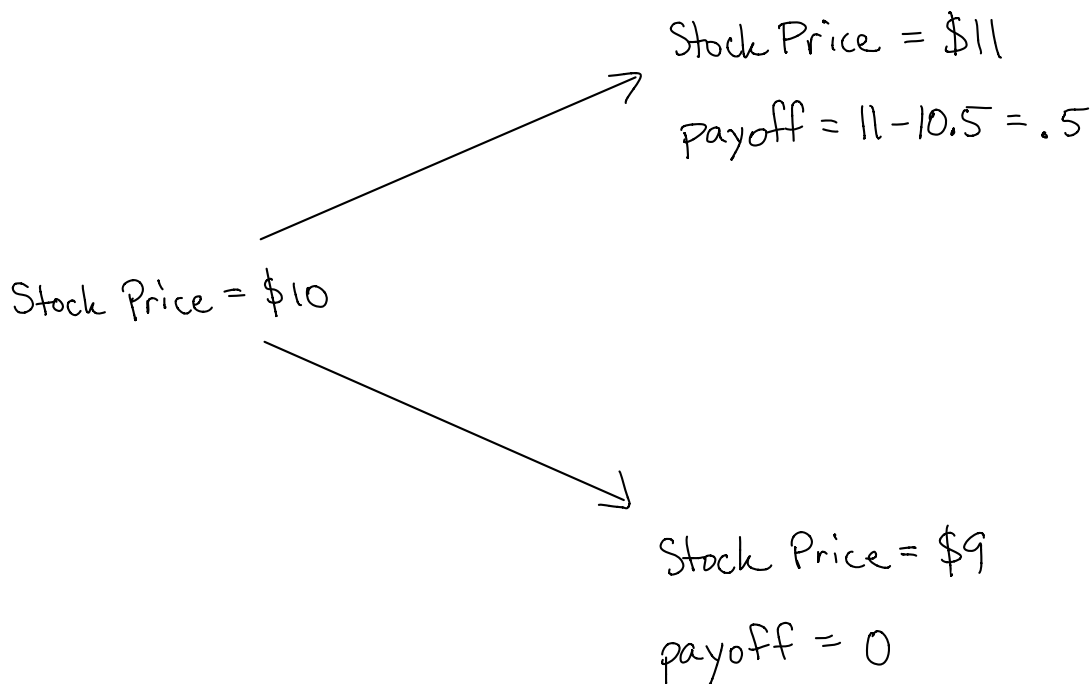 Stock Price = $11
payoff = 11-10.5 = .5
Stock Price = $10
Stock Price = $9
payoff = 0